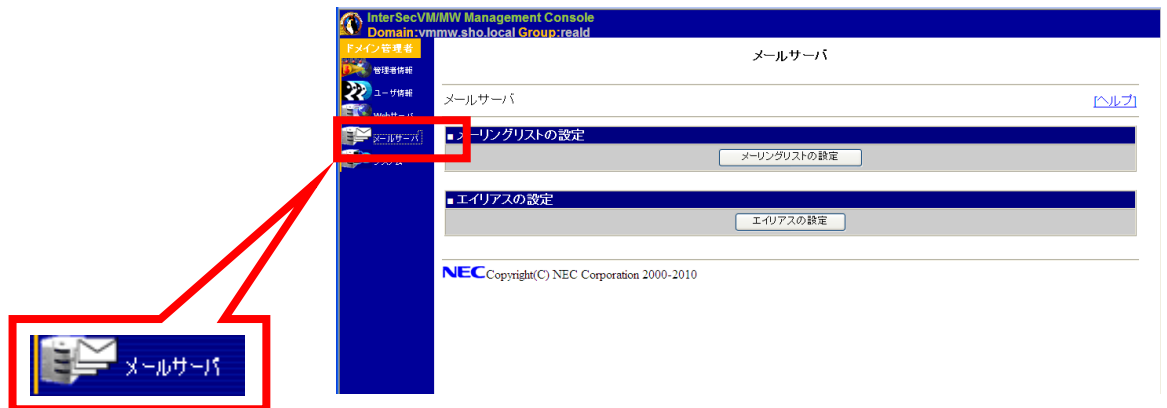 InterSecVM/MW Management Console
Domain:vmmw.sho.local Group:reald
ドメイン管理者
管理者情報
ユーザ情報
Webサーバ
メールサーバ
システム
メールサーバ
メールサーバ
[ヘルプ]
■メーリングリストの設定
メーリングリストの設定
■エイリアスの設定
エイリアスの設定
NEC Copyright(C) NEC Corporation 2000-2010
メールサーバ